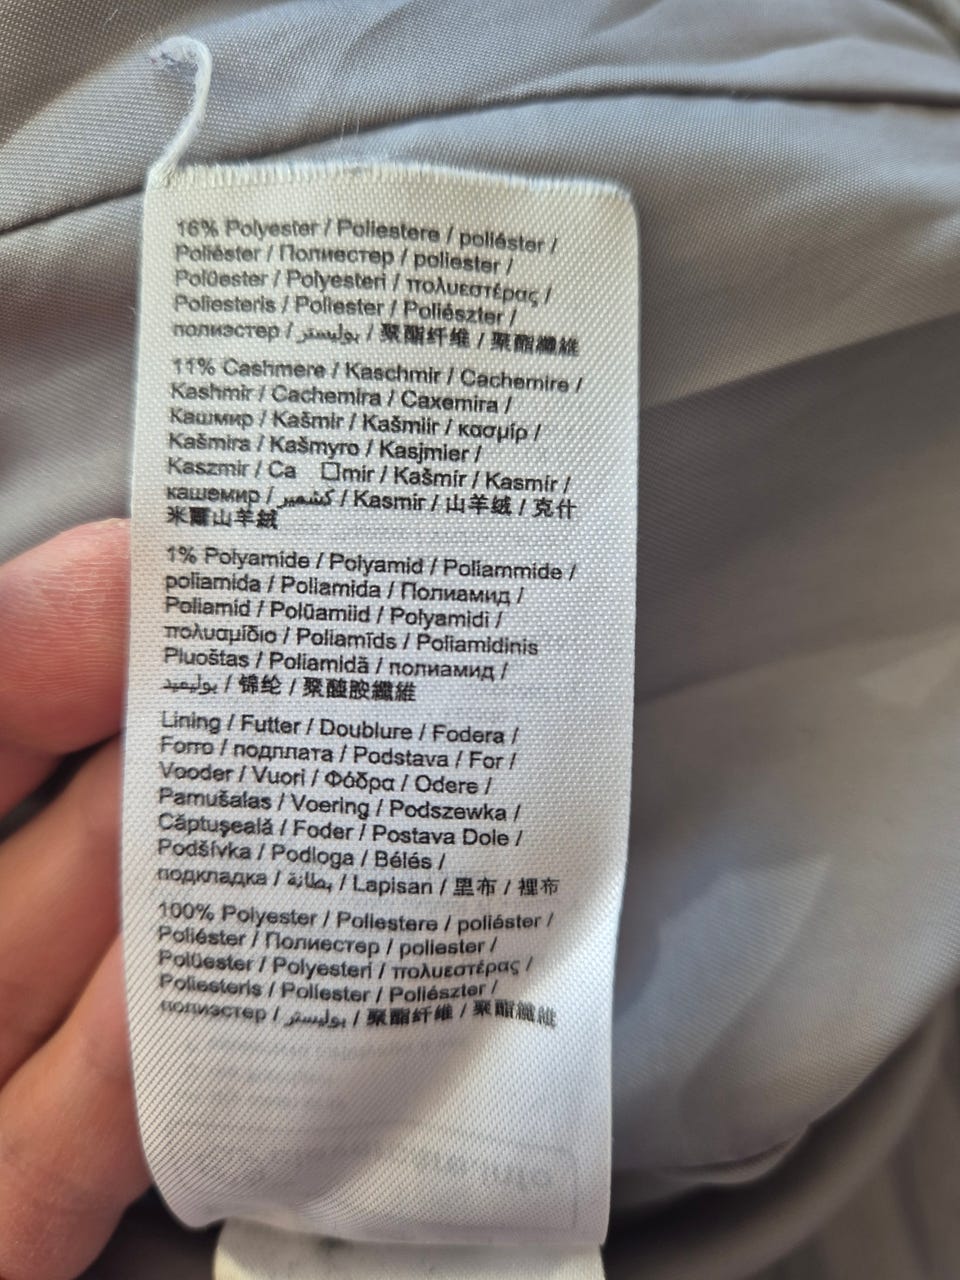 16% Polyester / Poliestere / poliéster /
Poliéster / Полиестер / poliester /
Polüester / Polyesteri / πολυεστέρας /
Poliesteris / Poliester / Poliészter /
полиэстер / بوليستر / 聚酯纤维 / 聚酯纖維
11% Cashmere / Kaschmir / Cachemire /
Kashmir / Cachemira / Caxemira /
Кашмир / Kašmir / Kašmiir / κασμίρ /
Kašmira / Kašmyro / Kasjmier /
Kaszmir / Ca □mir / Kašmír / Kasmír /
кашемир / كشمير / Kasmir / 山羊绒 / 克什
米爾山羊絨
1% Polyamide / Polyamid / Poliammide /
poliamida / Poliamida / Полиамид /
Poliamid / Polüamiid / Polyamidi /
πολυαμίδιο / Poliamīds / Poliamidinis
Pluoštas / Poliamidă / полиамид /
بوليميد / 锦纶 / 聚醯胺纖維
Lining / Futter / Doublure / Fodera /
Forro / подплата / Podstava / For /
Vooder / Vuori / Φόδρα / Odere /
Pamušalas / Voering / Podszewka /
Căptuşeală / Foder / Postava Dole /
Podšívka / Podloga / Bélés /
подкладка / بطانة / Lapisan / 里布 / 裡布
100% Polyester / Poliestere / poliéster /
Poliéster / Полиестер / poliester /
Polüester / Polyesteri / πολυεστέρας /
Poliesteris / Poliester / Poliészter /
полиэстер / بوليستر / 聚酯纤维 / 聚酯纖維